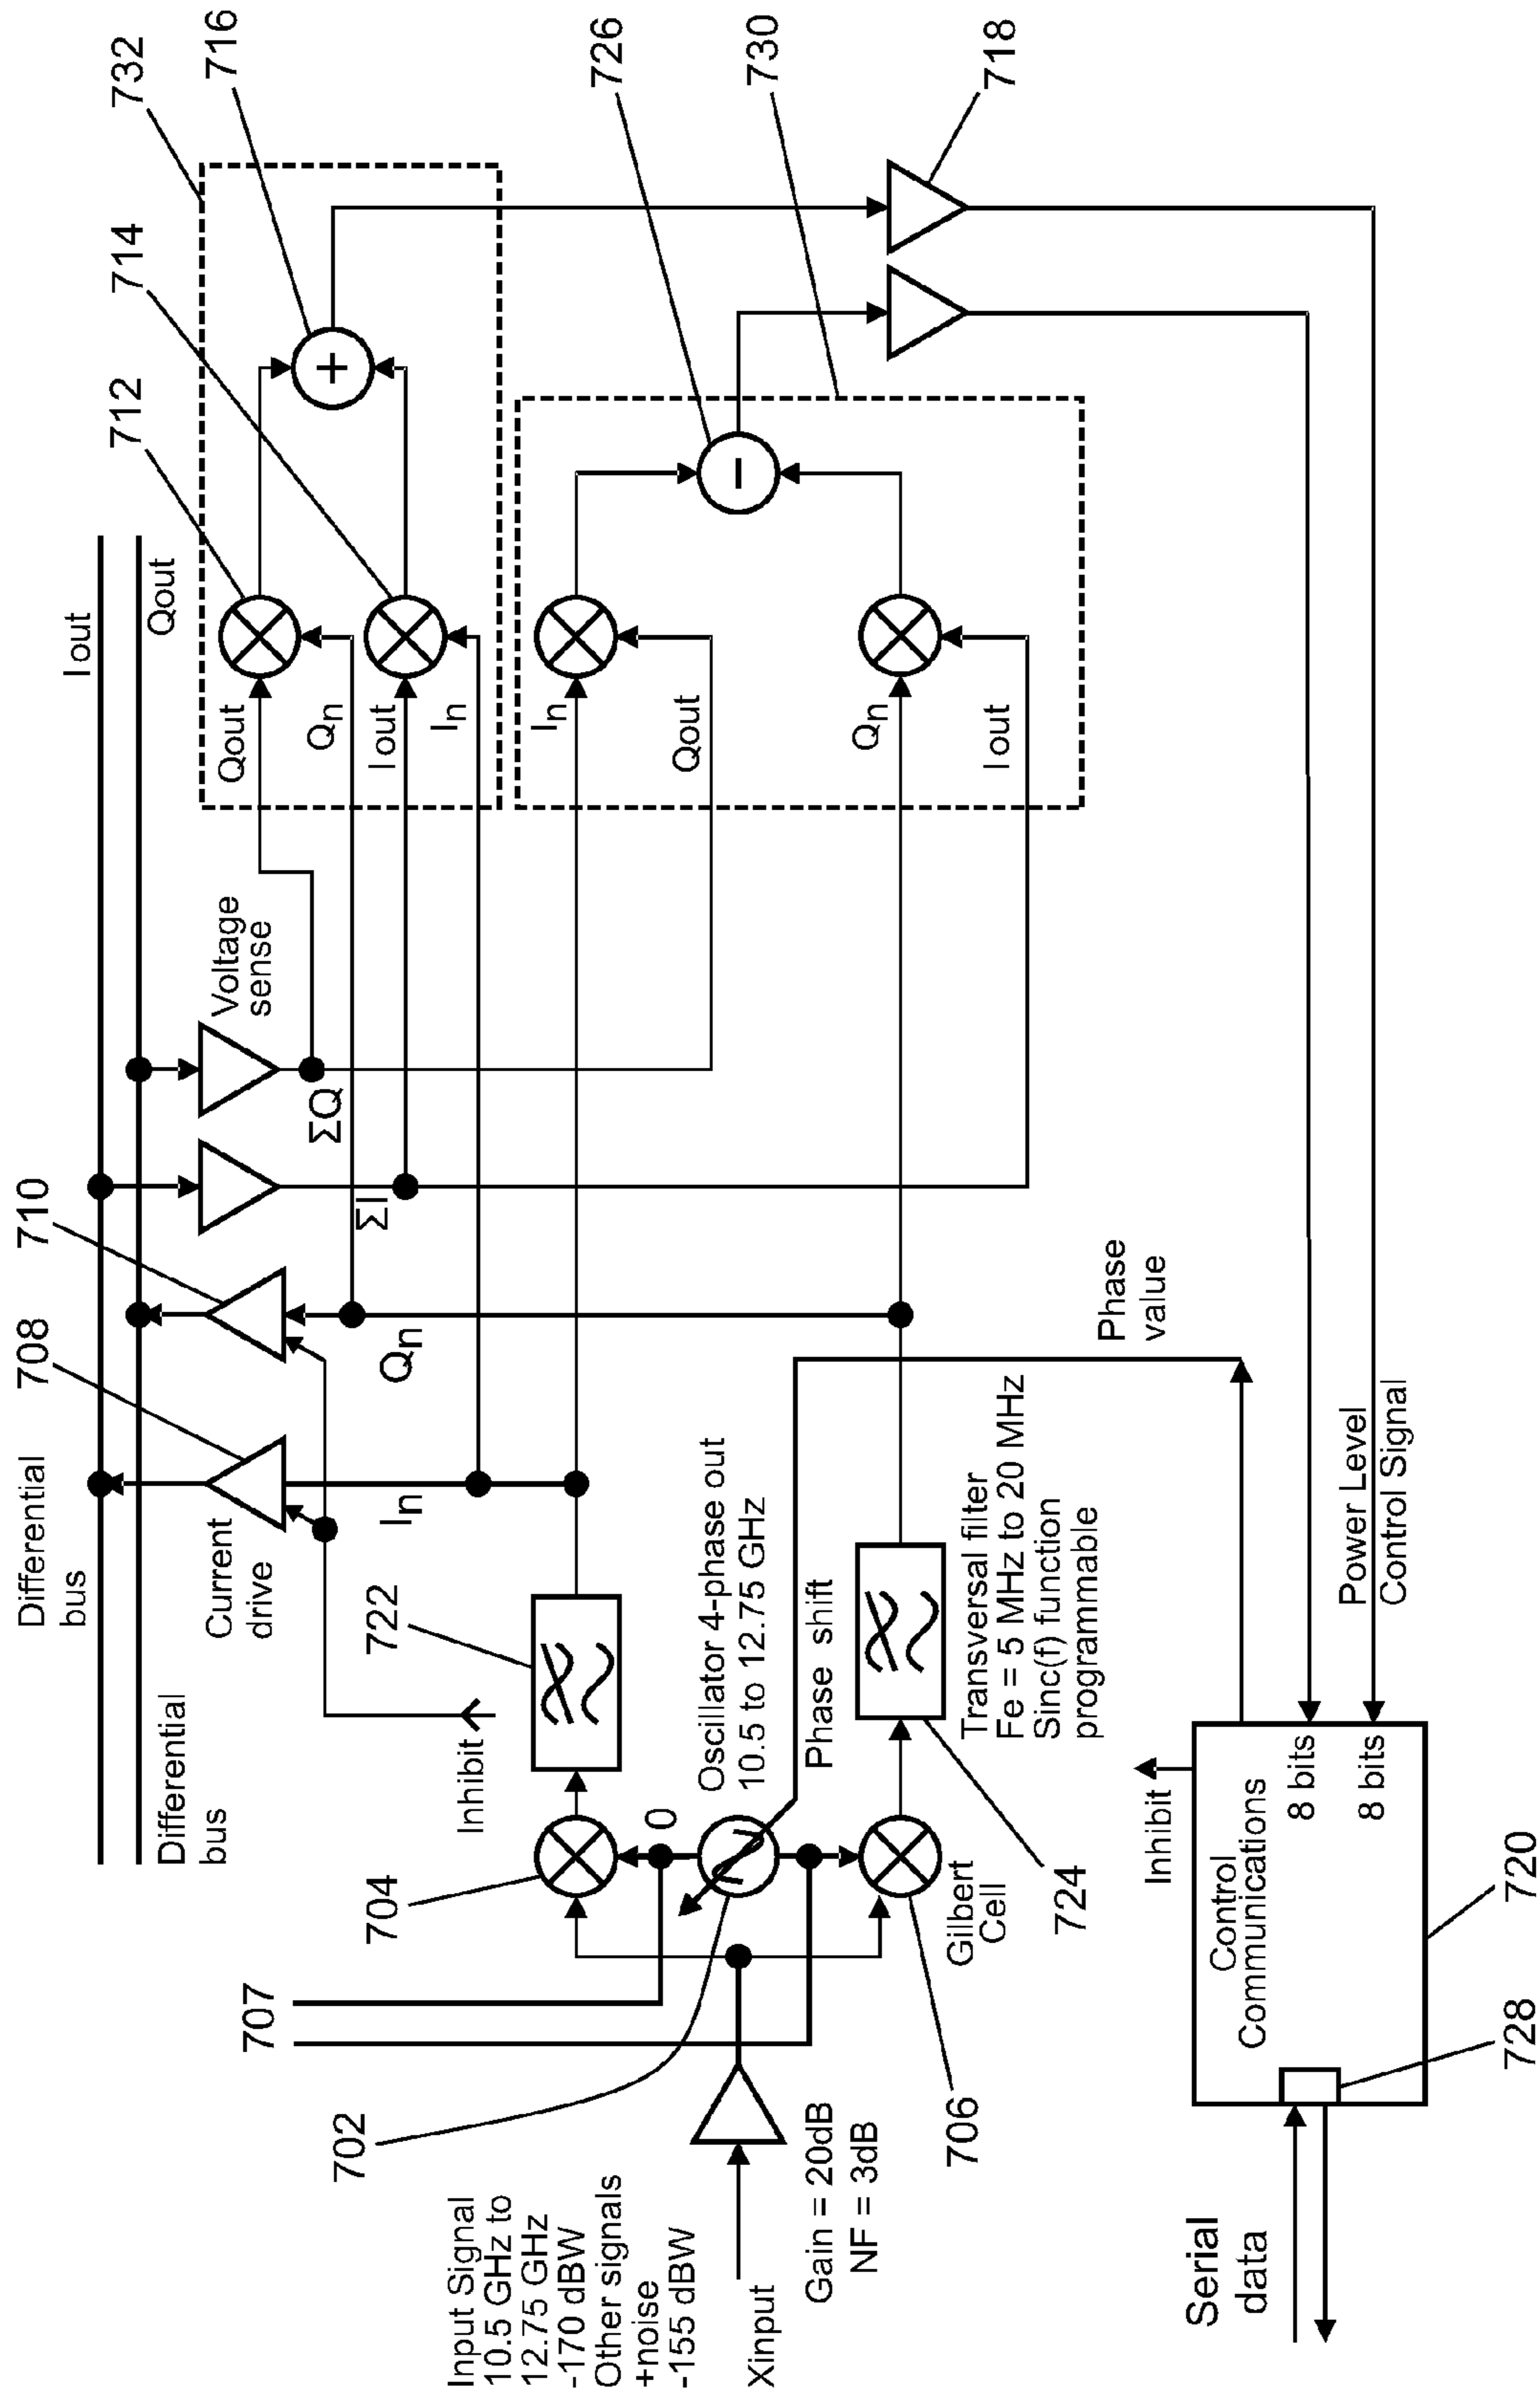 732
716
726
730
718
714
712
I out
Qout
Qout
Qn
I out
In
In
Qout
Qn
I out
Voltage
sense
ΣQ
ΣI
710
708
Differential
bus
Differential
bus
Current
drive
In
Qn
Inhibit
722
704
0
Oscillator 4-phase out
10.5 to 12.75 GHz
Phase shift
Phase
value
Transversal filter
Fe = 5 MHz to 20 MHz
Sinc(f) function
programmable
724
Gilbert
Cell
706
707
702
Input Signal
10.5 GHz to
12.75 GHz
-170 dBW
Other signals
+noise
-155 dBW
Xinput
Gain = 20dB
NF = 3dB
Power Level
Control Signal
Inhibit
Control
Communications
8 bits
8 bits
720
728
Serial
data